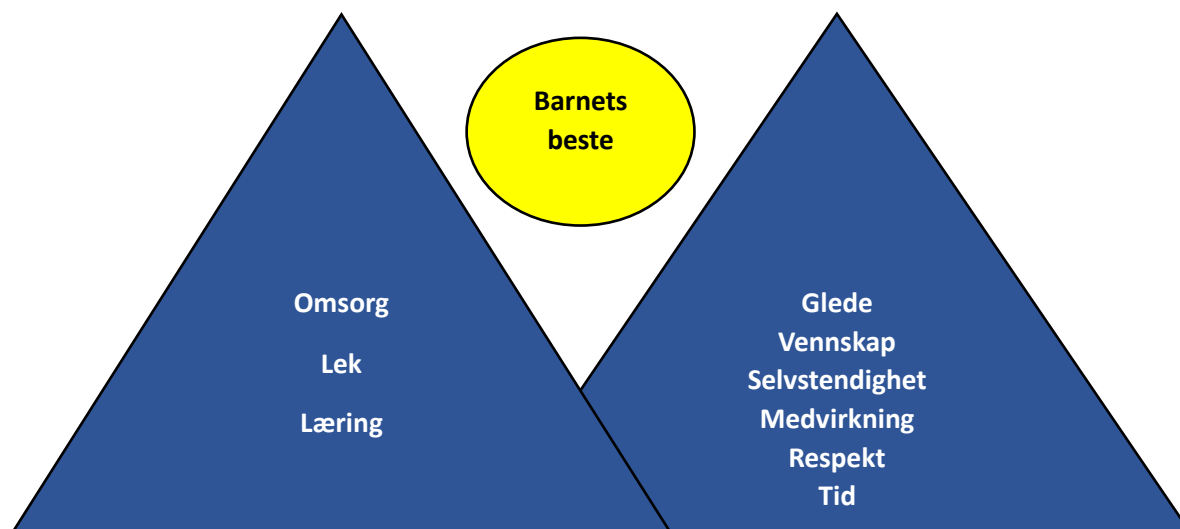 Barnets
beste
Omsorg
Lek
Læring
Glede
Vennskap
Selvstendighet
Medvirkning
Respekt
Tid